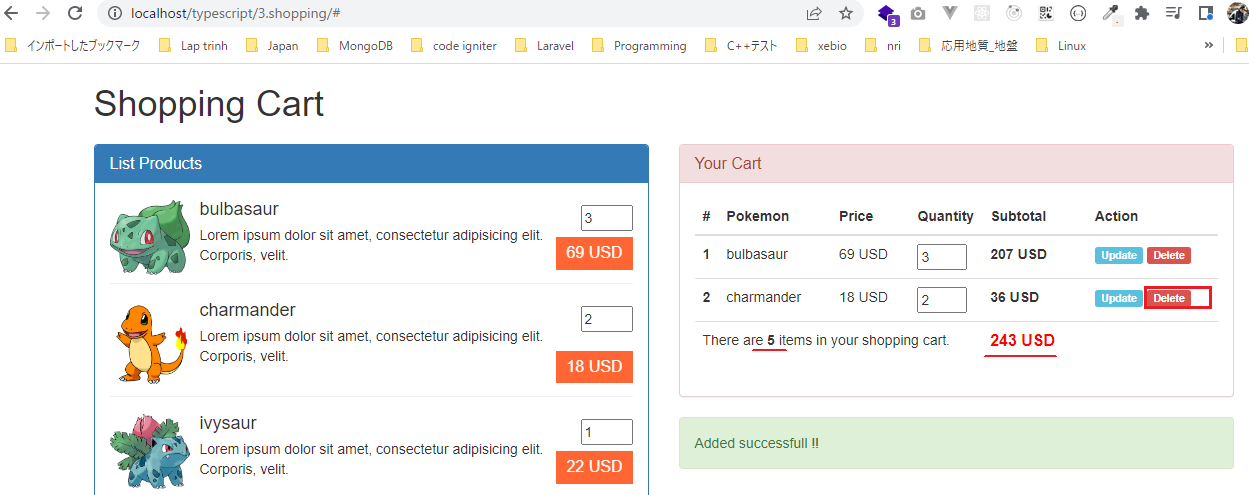 localhost/typescript/3.shopping/#
3
インポートしたブックマーク Lap trinh Japan MongoDB code igniter Laravel Programming C++テスト xebio nri 応用地質_地盤 Linux »
Shopping Cart
List Products
bulbasaur
3
Lorem ipsum dolor sit amet, consectetur adipisicing elit.
Corporis, velit.
69 USD
charmander
2
Lorem ipsum dolor sit amet, consectetur adipisicing elit.
Corporis, velit.
18 USD
ivysaur
1
Lorem ipsum dolor sit amet, consectetur adipisicing elit.
Corporis, velit.
22 USD
Your Cart
# Pokemon Price Quantity Subtotal Action
1 bulbasaur 69 USD 3 207 USD Update Delete
2 charmander 18 USD 2 36 USD Update Delete
There are 5 items in your shopping cart. 243 USD
Added successfull !!